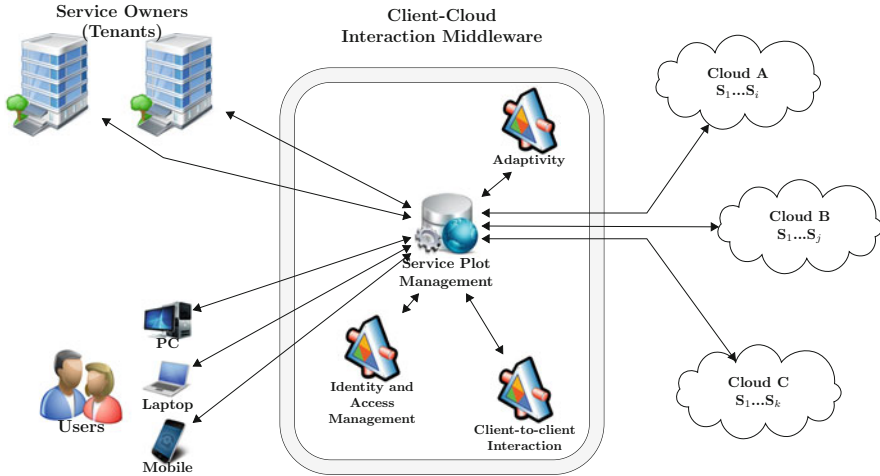 Service Owners
(Tenants)
Client-Cloud
Interaction Middleware
Cloud A
S₁...Sᵢ
Adaptivity
Cloud B
S₁...Sⱼ
Service Plot
Management
PC
Identity and
Access
Management
Client-to-client
Interaction
Laptop
Users
Mobile
Cloud C
S₁...Sₖ